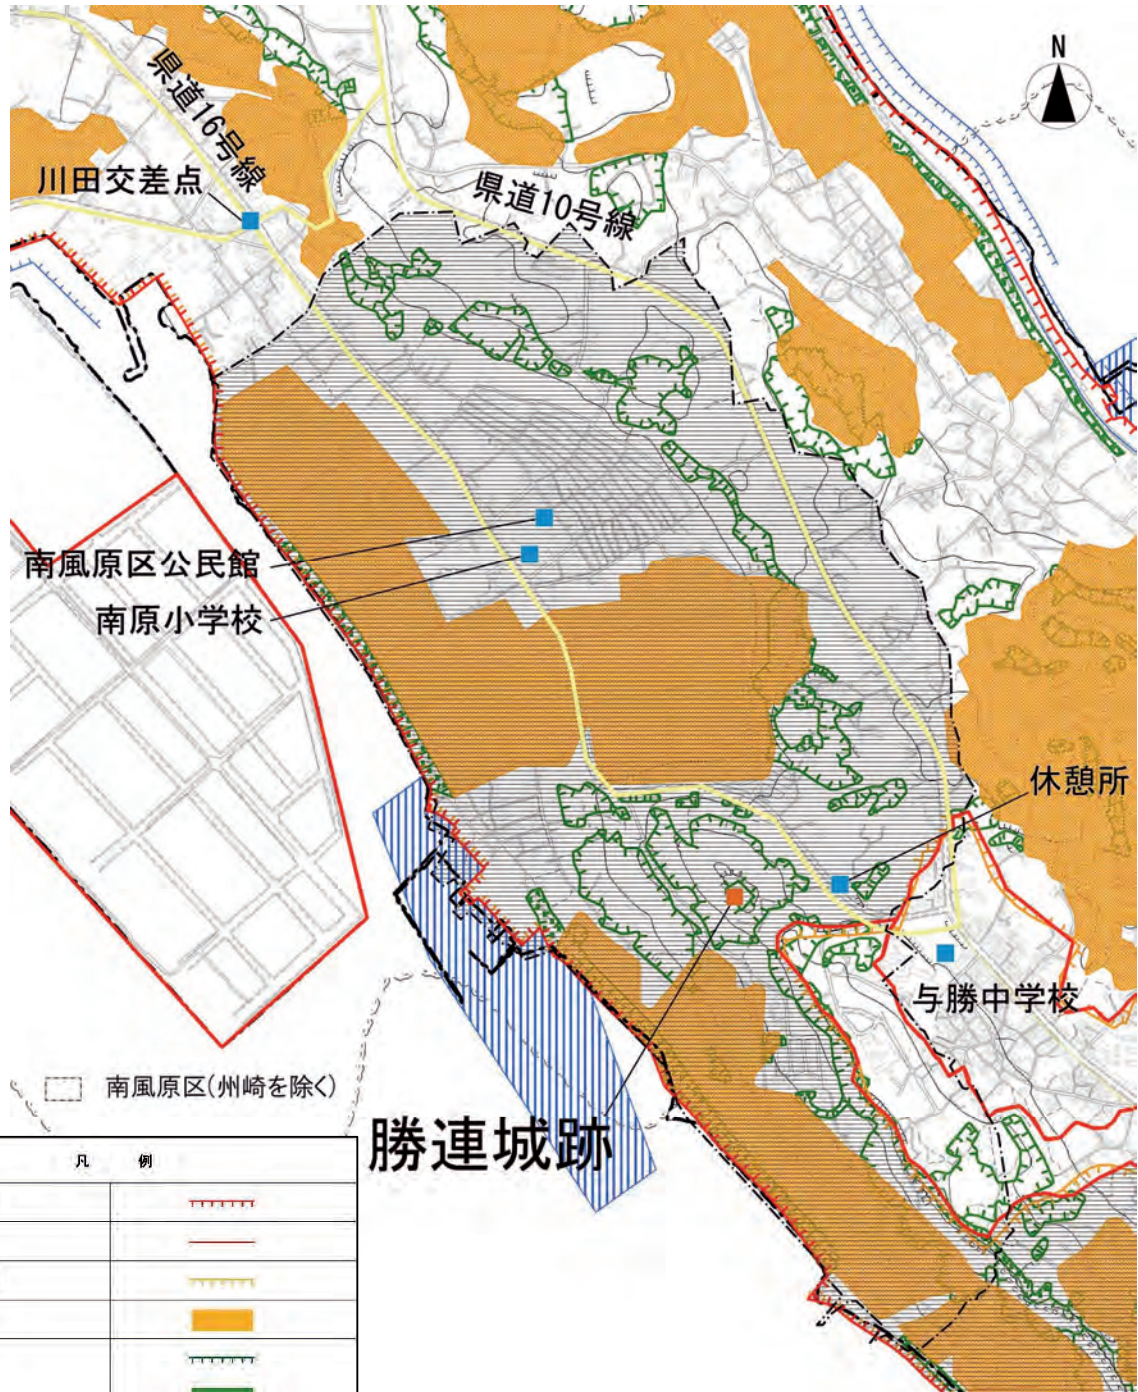 N
県道16号線
川田交差点
県道10号線
南風原区公民館
南原小学校
休憩所
与勝中学校
南風原区(州崎を除く)
勝連城跡
凡 例